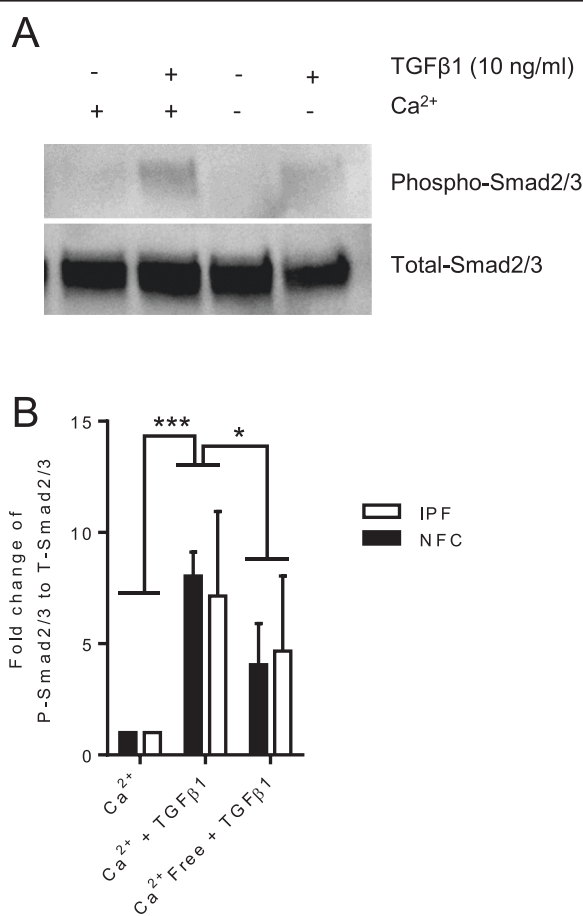 A
- + - + TGFβ1 (10 ng/ml)
+ + - - Ca²⁺
Phospho-Smad2/3
Total-Smad2/3
B
Fold change of
P-Smad2/3 to T-Smad2/3
15
10
5
0
***
*
IPF
NFC
Ca²⁺
Ca²⁺ + TGFβ1
Ca²⁺ Free + TGFβ1